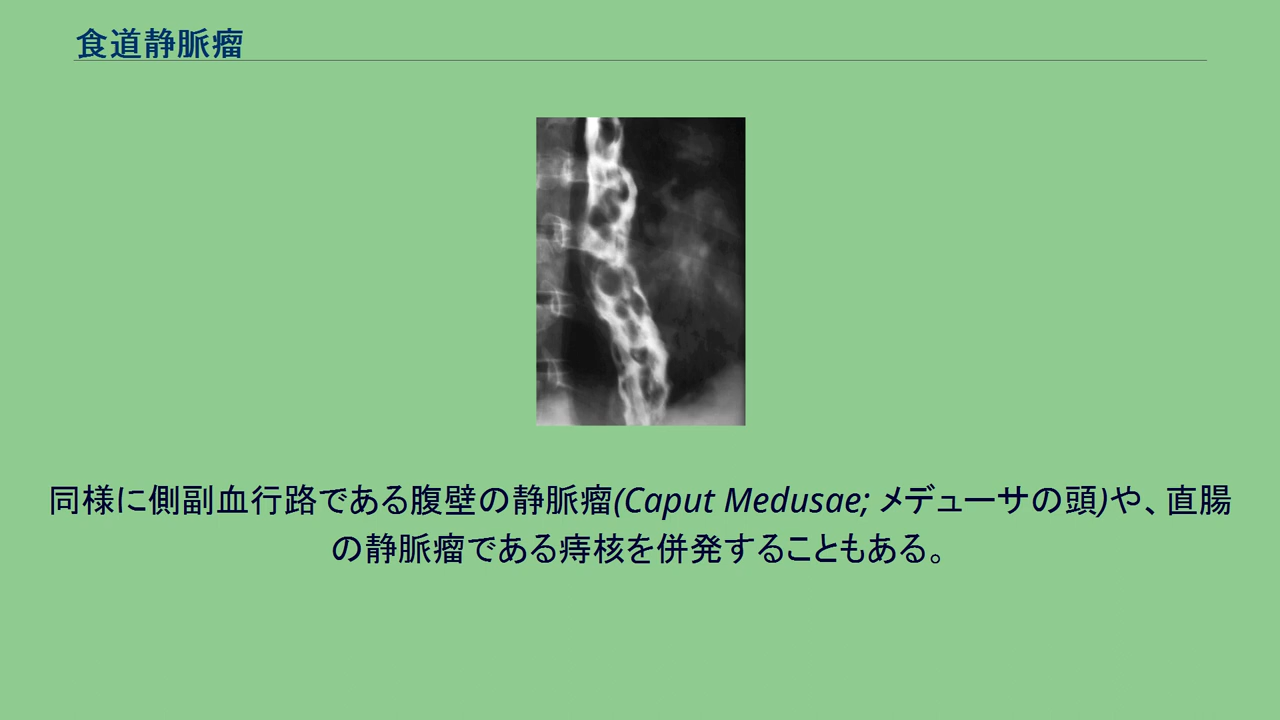 食道静脈瘤
同様に側副血行路である腹壁の静脈瘤(Caput Medusae; メデューサの頭)や、直腸
の静脈瘤である痔核を併発することもある。